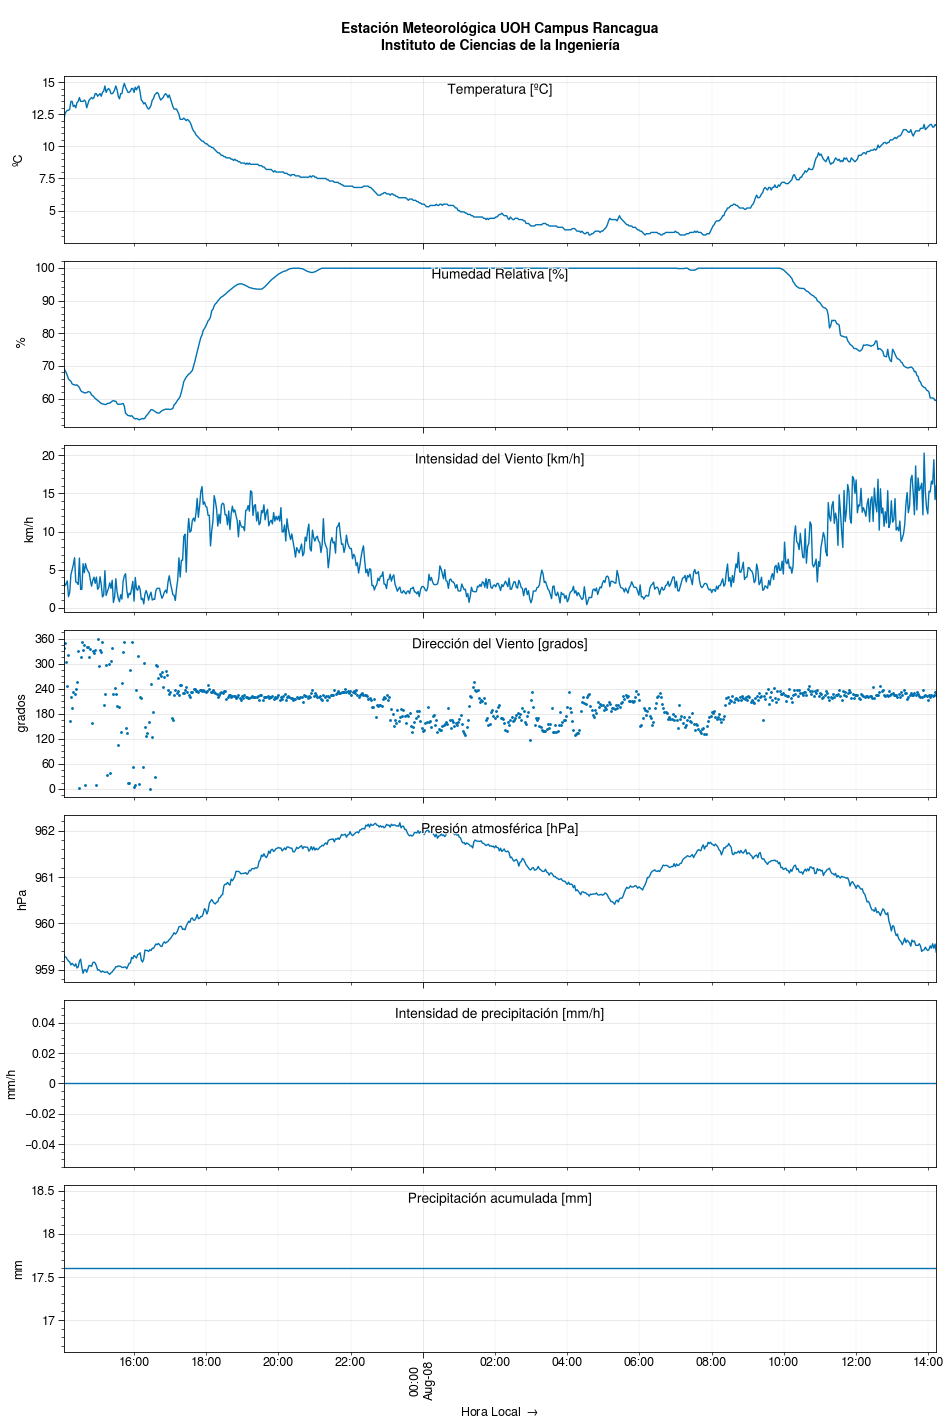 Estación Meteorológica UOH Campus Rancagua
Instituto de Ciencias de la Ingeniería
Temperatura [ºC]
ºC
15
12.5
10
7.5
5
Humedad Relativa [%]
%
100
90
80
70
60
Intensidad del Viento [km/h]
km/h
20
15
10
5
0
Dirección del Viento [grados]
grados
360
300
240
180
120
60
0
Presión atmosférica [hPa]
hPa
962
961
960
959
Intensidad de precipitación [mm/h]
mm/h
0.04
0.02
0
−0.02
−0.04
Precipitación acumulada [mm]
mm
18.5
18
17.5
17
16:00 18:00 20:00 22:00 00:00 02:00 04:00 06:00 08:00 10:00 12:00 14:00
Aug-08
Hora Local →